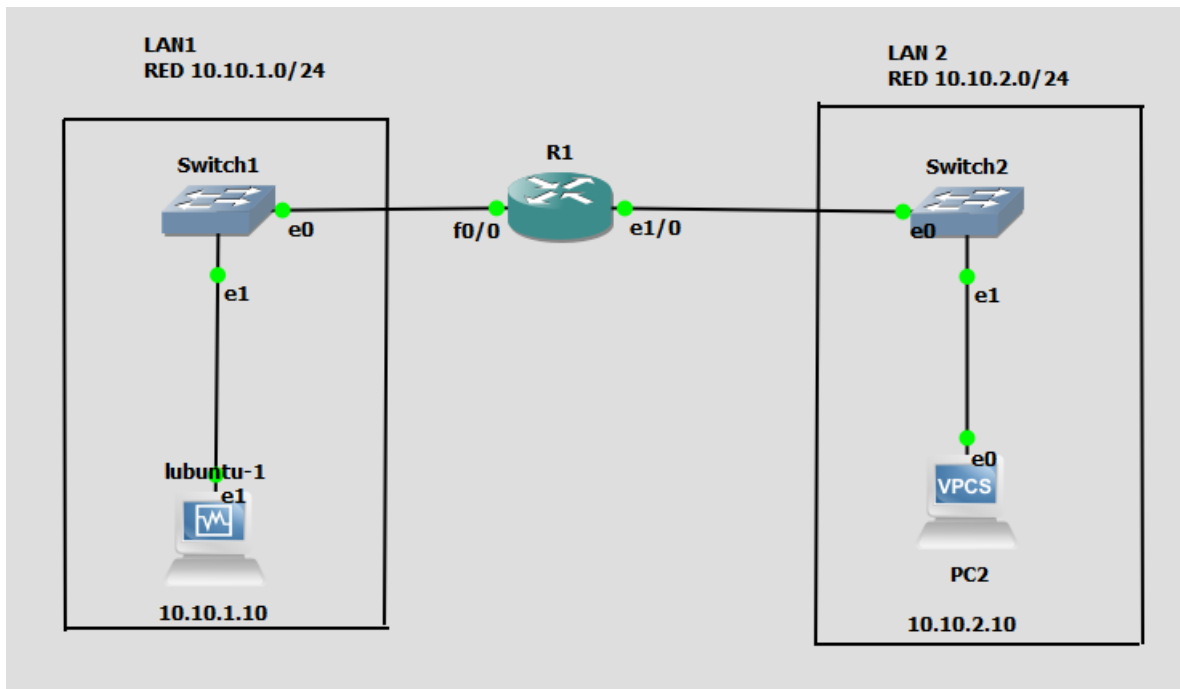 LAN1
RED 10.10.1.0/24
LAN 2
RED 10.10.2.0/24
Switch1
R1
Switch2
e0
f0/0
e1/0
e0
e1
e1
lubuntu-1
e1
e0
VPCS
PC2
10.10.1.10
10.10.2.10